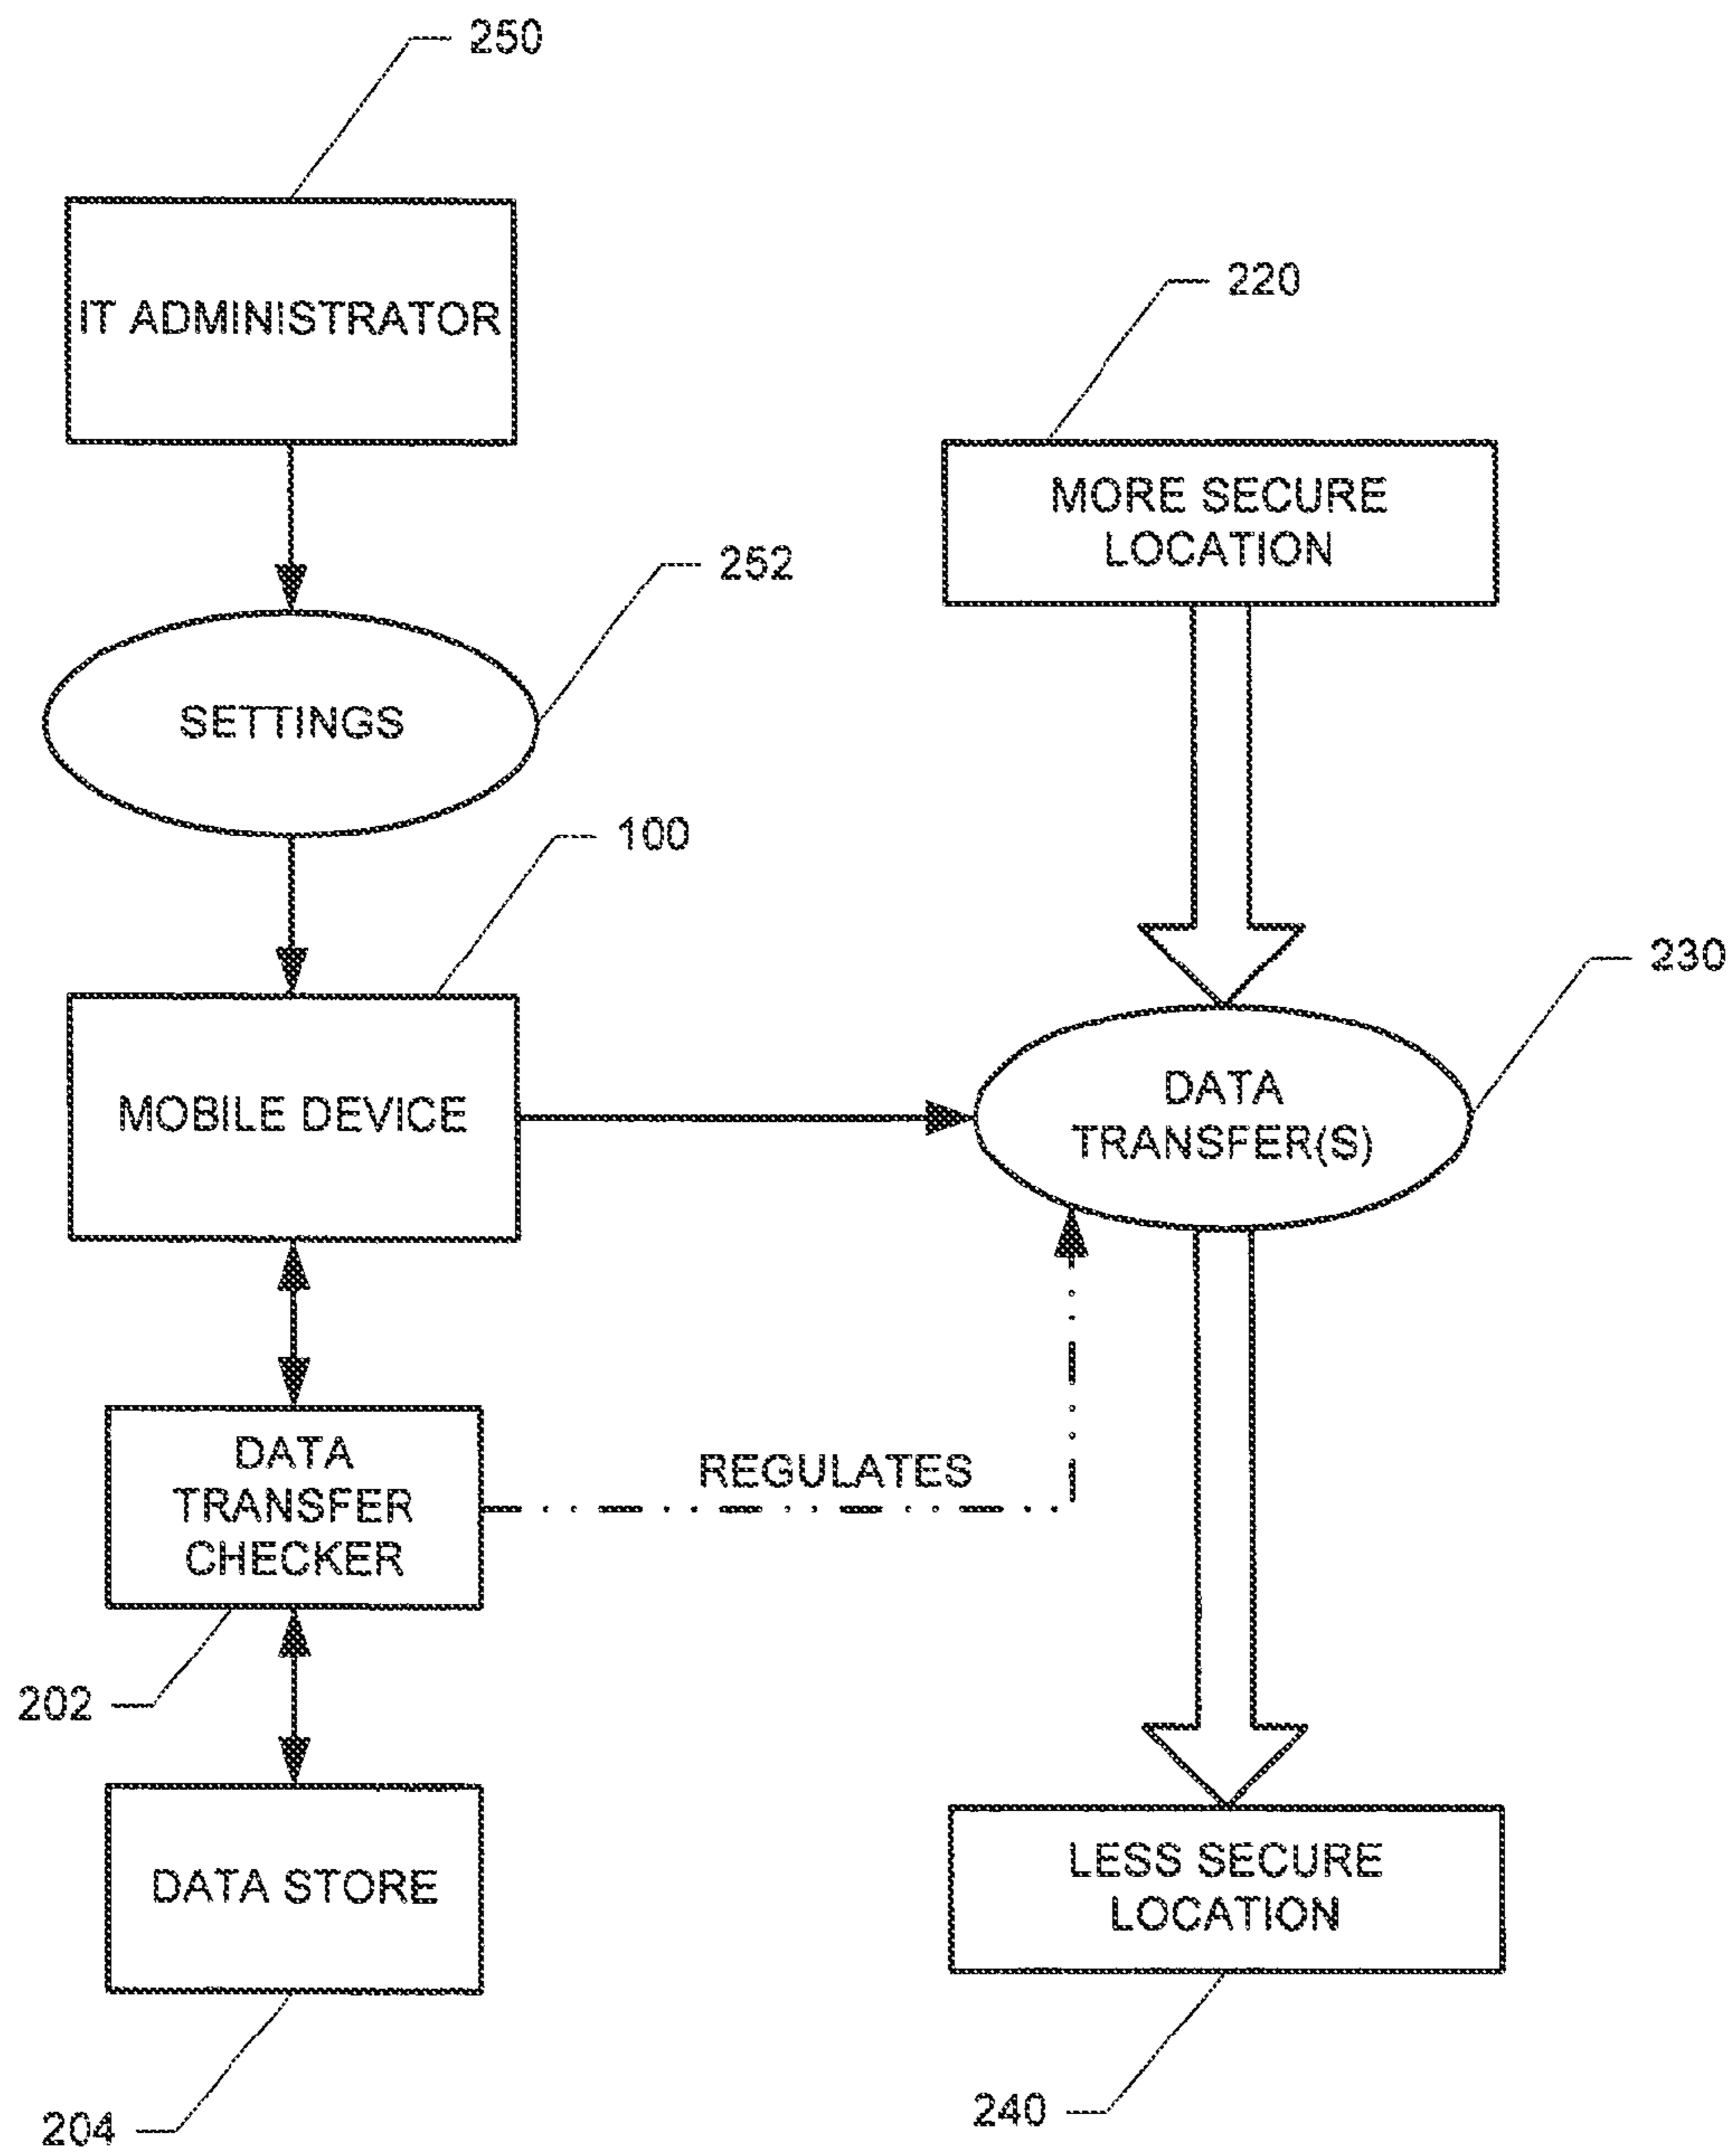 250
IT ADMINISTRATOR
220
MORE SECURE
LOCATION
252
SETTINGS
100
230
MOBILE DEVICE
DATA
TRANSFER(S)
DATA
TRANSFER
CHECKER
REGULATES
202
DATA STORE
LESS SECURE
LOCATION
204
240